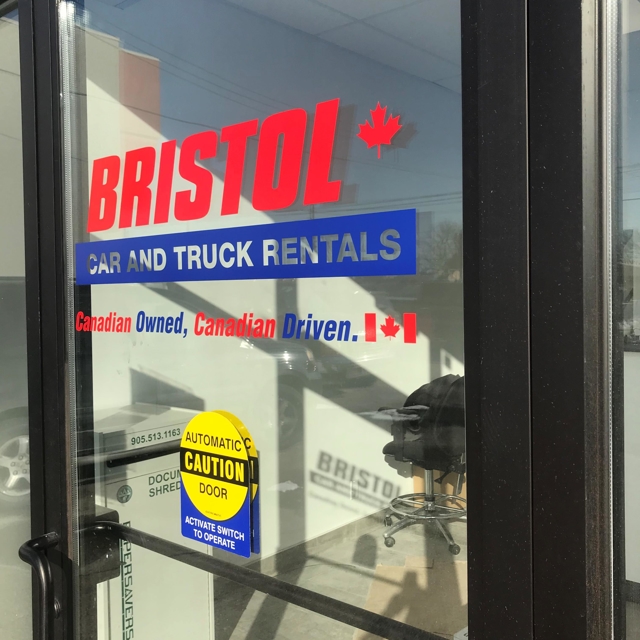 BRISTOL
CAR AND TRUCK RENTALS
Canadian Owned, Canadian Driven.
905.513.1163
AUTOMATIC
CAUTION
DOOR
ACTIVATE SWITCH
TO OPERATE
BRISTOL